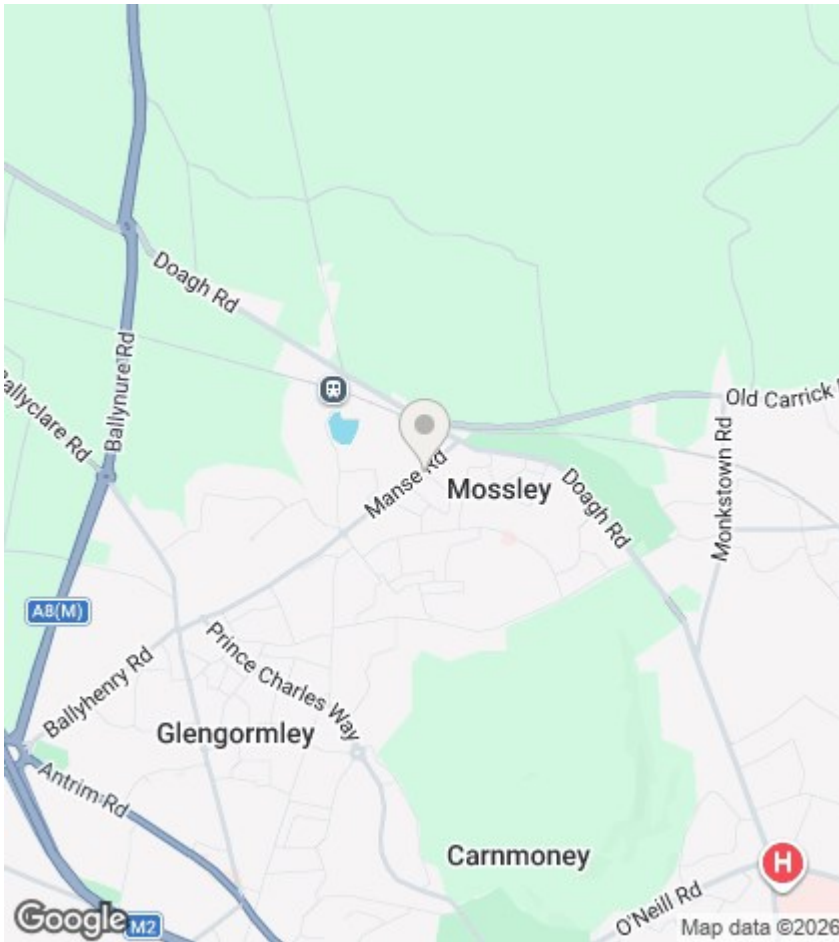 Doagh Rd
Ballynure Rd
Ballyclare Rd
Old Carrick
Manse Rd
Mossley
Doagh Rd
Monkstown Rd
A8(M)
Prince Charles Way
Ballyhenry Rd
Glengormley
Antrim Rd
Carnmoney
H
O'Neill Rd
Google
M2
Map data ©2026